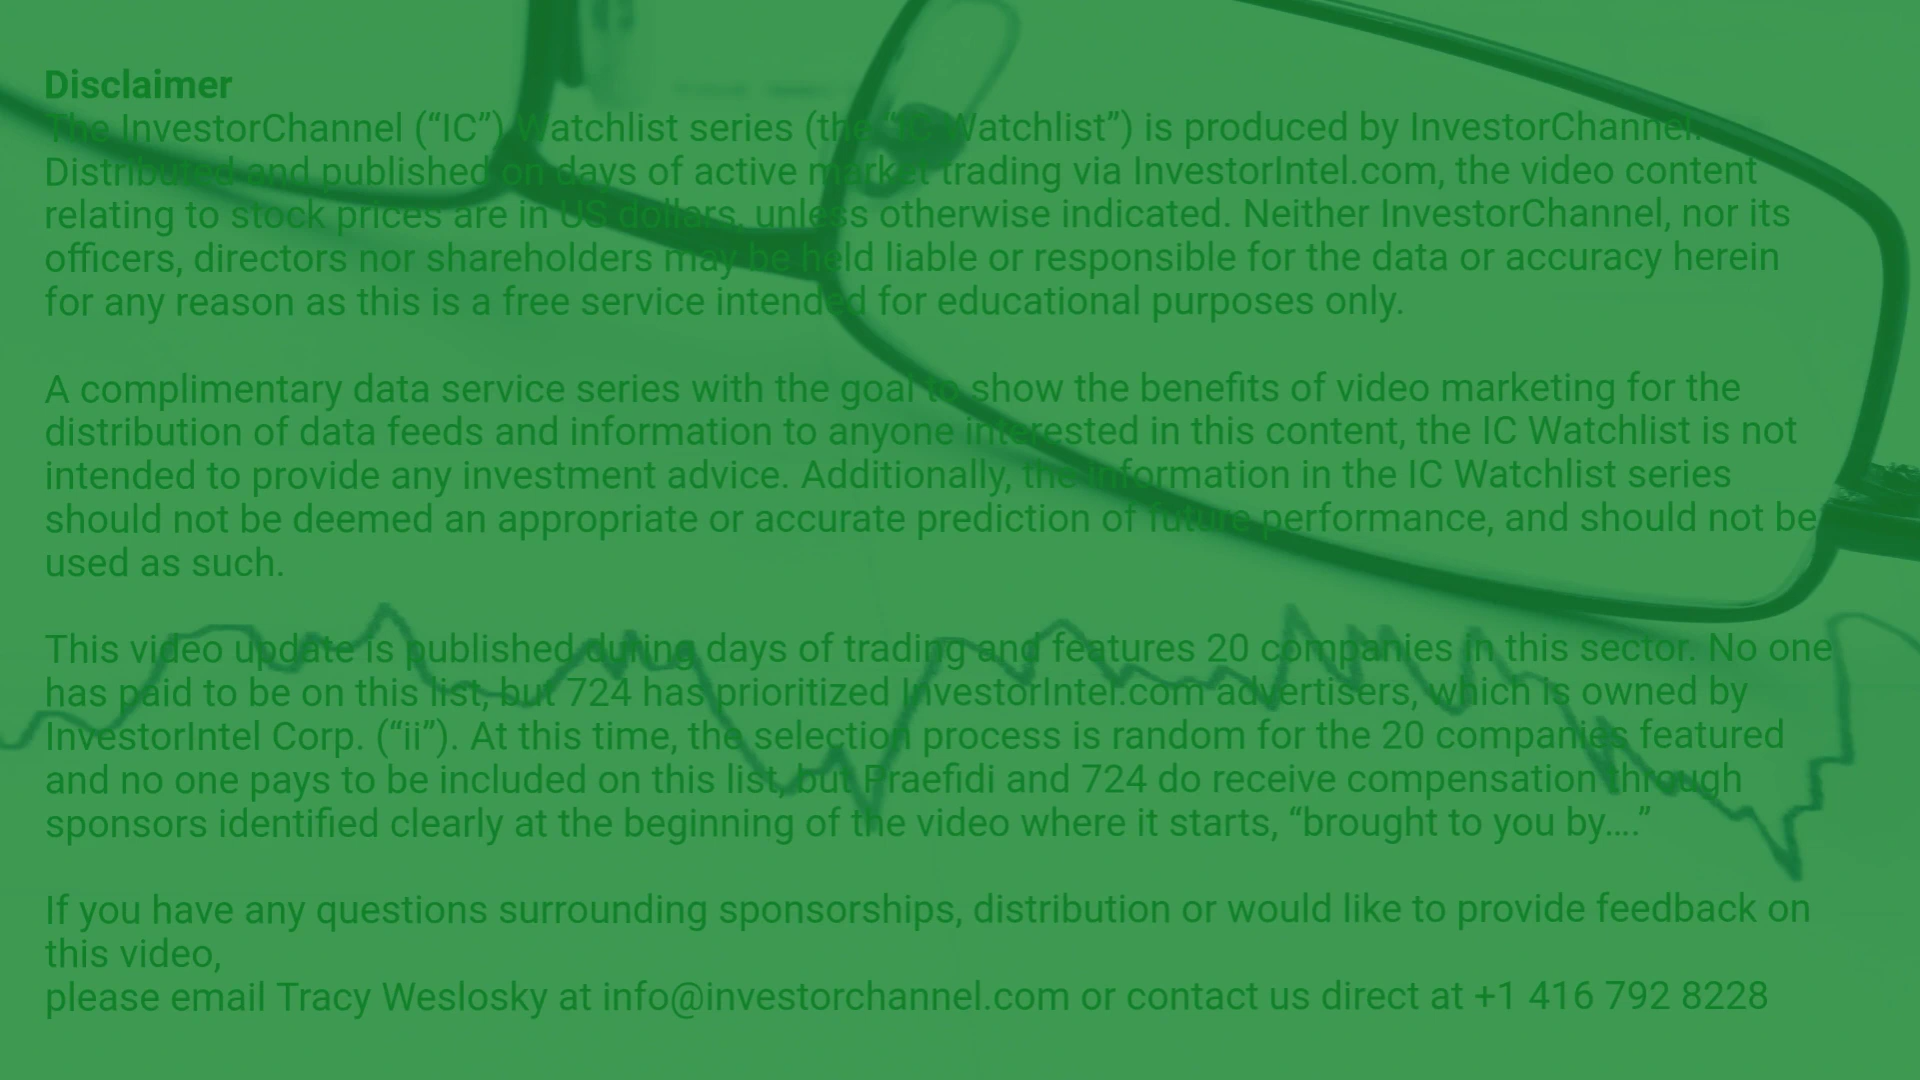 Disclaimer
The InvestorChannel (“IC”) Watchlist series (the “IC Watchlist”) is produced by InvestorChannel.
Distributed and published on days of active market trading via InvestorIntel.com, the video content
relating to stock prices are in US dollars, unless otherwise indicated. Neither InvestorChannel, nor its
officers, directors nor shareholders may be held liable or responsible for the data or accuracy herein
for any reason as this is a free service intended for educational purposes only.
A complimentary data service series with the goal to show the benefits of video marketing for the
distribution of data feeds and information to anyone interested in this content, the IC Watchlist is not
intended to provide any investment advice. Additionally, the information in the IC Watchlist series
should not be deemed an appropriate or accurate prediction of future performance, and should not be
used as such.
This video update is published during days of trading and features 20 companies in this sector. No one
has paid to be on this list, but 724 has prioritized InvestorIntel.com advertisers, which is owned by
InvestorIntel Corp. (“ii”). At this time, the selection process is random for the 20 companies featured
and no one pays to be included on this list, but Praefidi and 724 do receive compensation through
sponsors identified clearly at the beginning of the video where it starts, “brought to you by....”
If you have any questions surrounding sponsorships, distribution or would like to provide feedback on
this video,
please email Tracy Weslosky at info@investorchannel.com or contact us direct at +1 416 792 8228